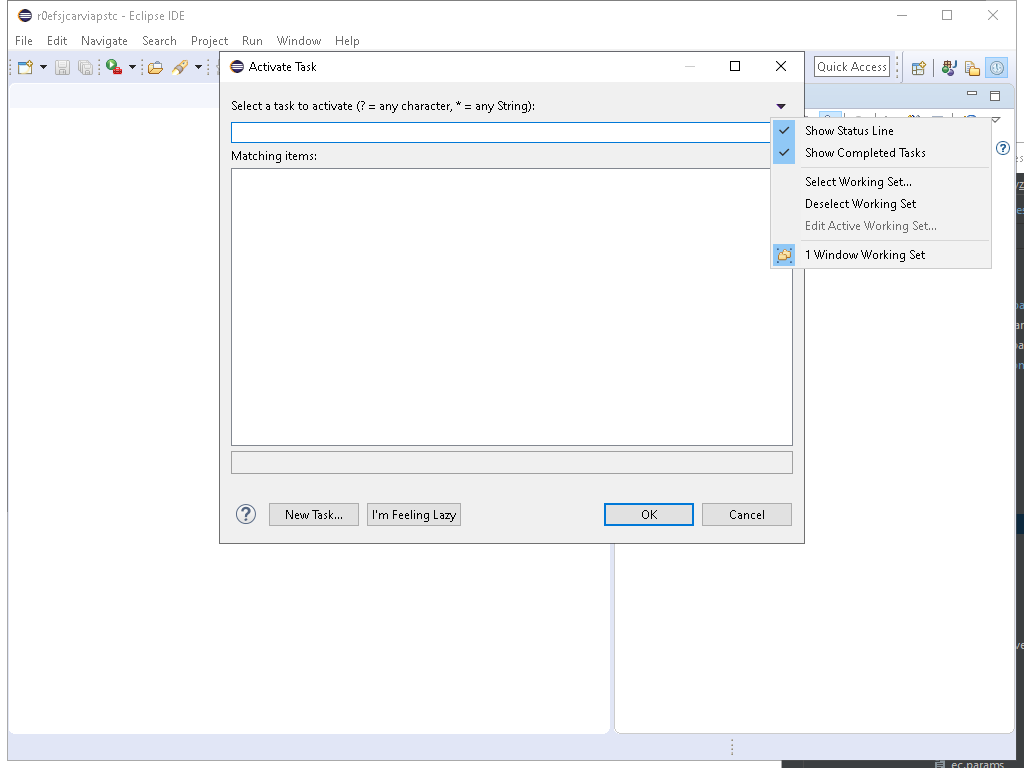 r0efsjcarviapstc - Eclipse IDE
File Edit Navigate Search Project Run Window Help
Quick Access
Activate Task
Select a task to activate (? = any character, * = any String):
Matching items:
Show Status Line
Show Completed Tasks
Select Working Set...
Deselect Working Set
Edit Active Working Set...
1 Window Working Set
New Task...
I'm Feeling Lazy
OK
Cancel
ec.params